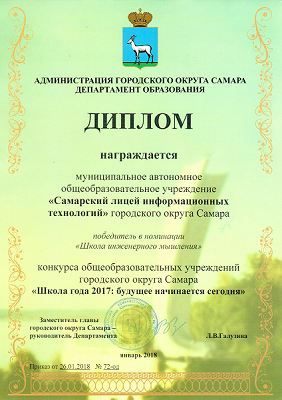 АДМИНИСТРАЦИЯ ГОРОДСКОГО ОКРУГА САМАРА
ДЕПАРТАМЕНТ ОБРАЗОВАНИЯ
ДИПЛОМ
награждается
муниципальное автономное
общеобразовательное учреждение
«Самарский лицей информационных
технологий» городского округа Самара
победитель в номинации
«Школа инженерного мышления»
конкурса общеобразовательных учреждений
городского округа Самара
«Школа года 2017: будущее начинается сегодня»
Заместитель главы
городского округа Самара –
руководитель Департамента
Л.В.Галузина
январь 2018
Приказ от 26.01.2018 № 72-од